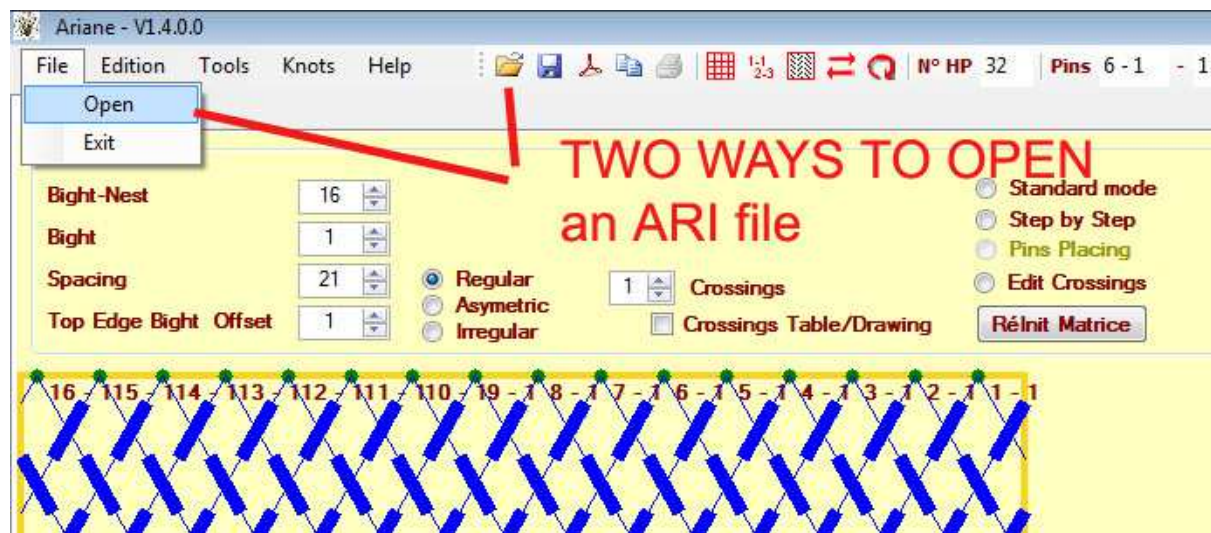 Ariane - V1.4.0.0
File Edition Tools Knots Help 1-1 2-3 N° HP 32 Pins 6 - 1 - 1
Open
Exit
TWO WAYS TO OPEN
an ARI file
Bight-Nest 16
Bight 1
Spacing 21
Top Edge Bight Offset 1
Regular
Asymetric
Irregular
1 Crossings
Crossings Table/Drawing
Standard mode
Step by Step
Pins Placing
Edit Crossings
RéInit Matrice
16 - 115 - 114 - 113 - 112 - 111 - 110 - 19 - 1 8 - 1 7 - 1 6 - 1 5 - 1 4 - 1 3 - 1 2 - 1 1 - 1